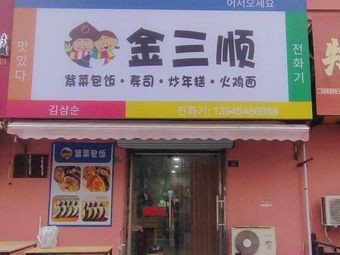 어서오세요
맛있다
金三顺
紫菜包饭·寿司·炒年糕·火鸡面
김삼순
전화기: 13945486988
전화기
紫菜包饭